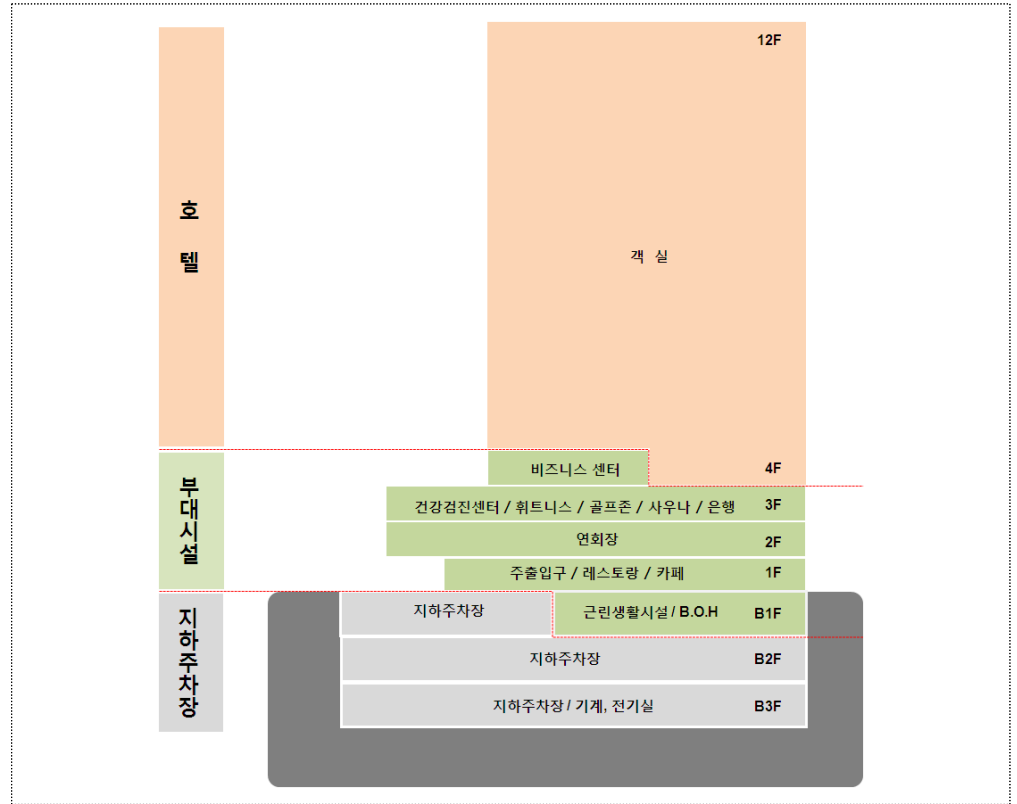 12F
호텔
객 실
비즈니스 센터 4F
부대시설
건강검진센터 / 휘트니스 / 골프존 / 사우나 / 은행 3F
연회장 2F
주출입구 / 레스토랑 / 카페 1F
지하주차장
지하주차장 근린생활시설 / B.O.H B1F
지하주차장 B2F
지하주차장 / 기계, 전기실 B3F